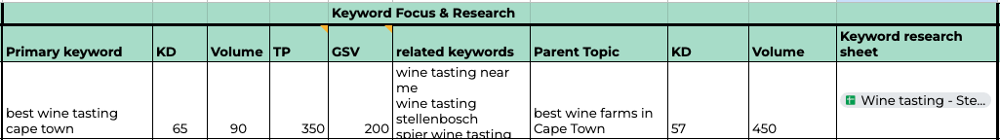 Keyword Focus & Research
Primary keyword KD Volume TP GSV related keywords Parent Topic KD Volume Keyword research
sheet
wine tasting near
me
wine tasting
stellenbosch
spier wine tasting
best wine tasting
cape town
65 90 350 200
best wine farms in
Cape Town
57 450
Wine tasting - Ste...